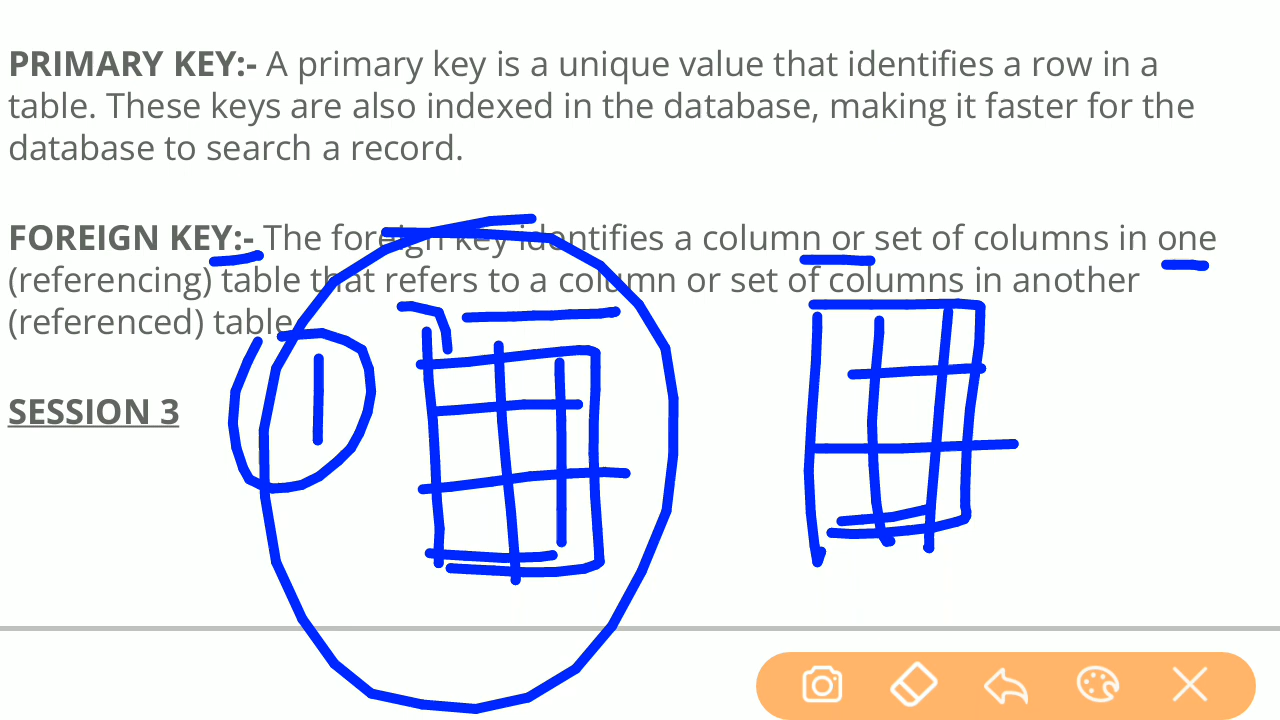 PRIMARY KEY:- A primary key is a unique value that identifies a row in a
table. These keys are also indexed in the database, making it faster for the
database to search a record.
FOREIGN KEY:- The foreign key identifies a column or set of columns in one
(referencing) table that refers to a column or set of columns in another
(referenced) table
SESSION 3